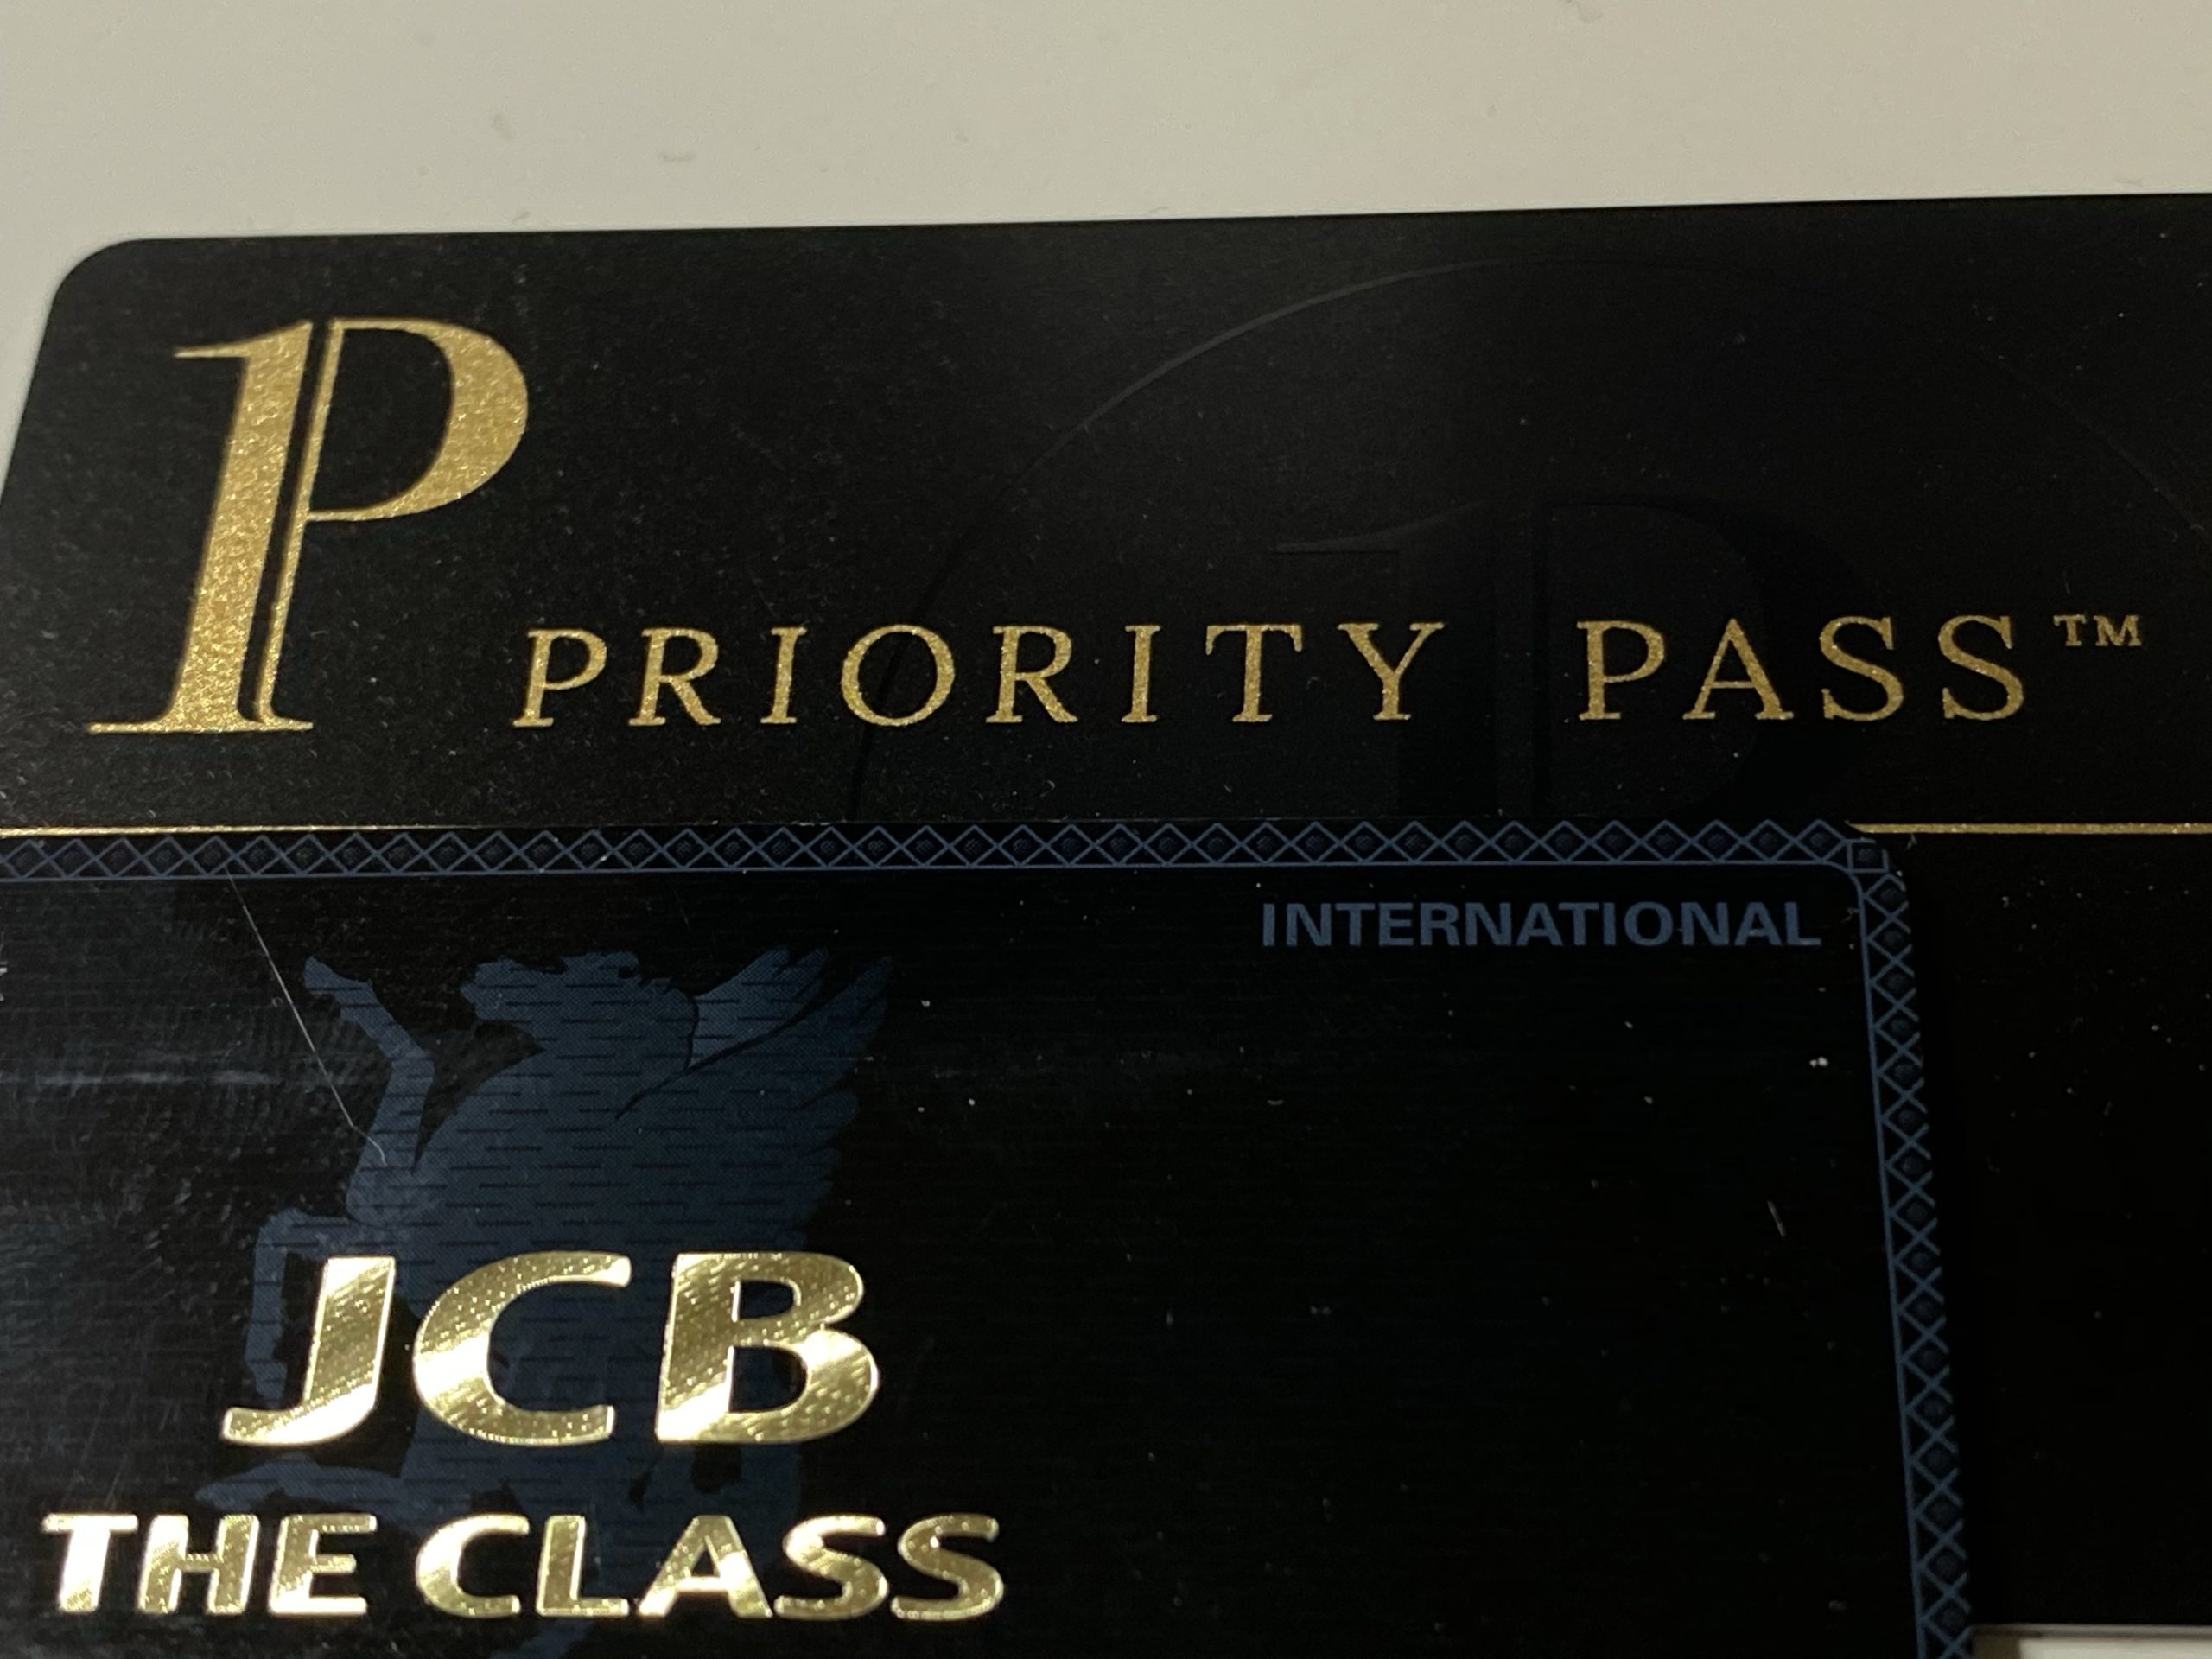 PRIORITY PASS™
INTERNATIONAL
JCB
THE CLASS